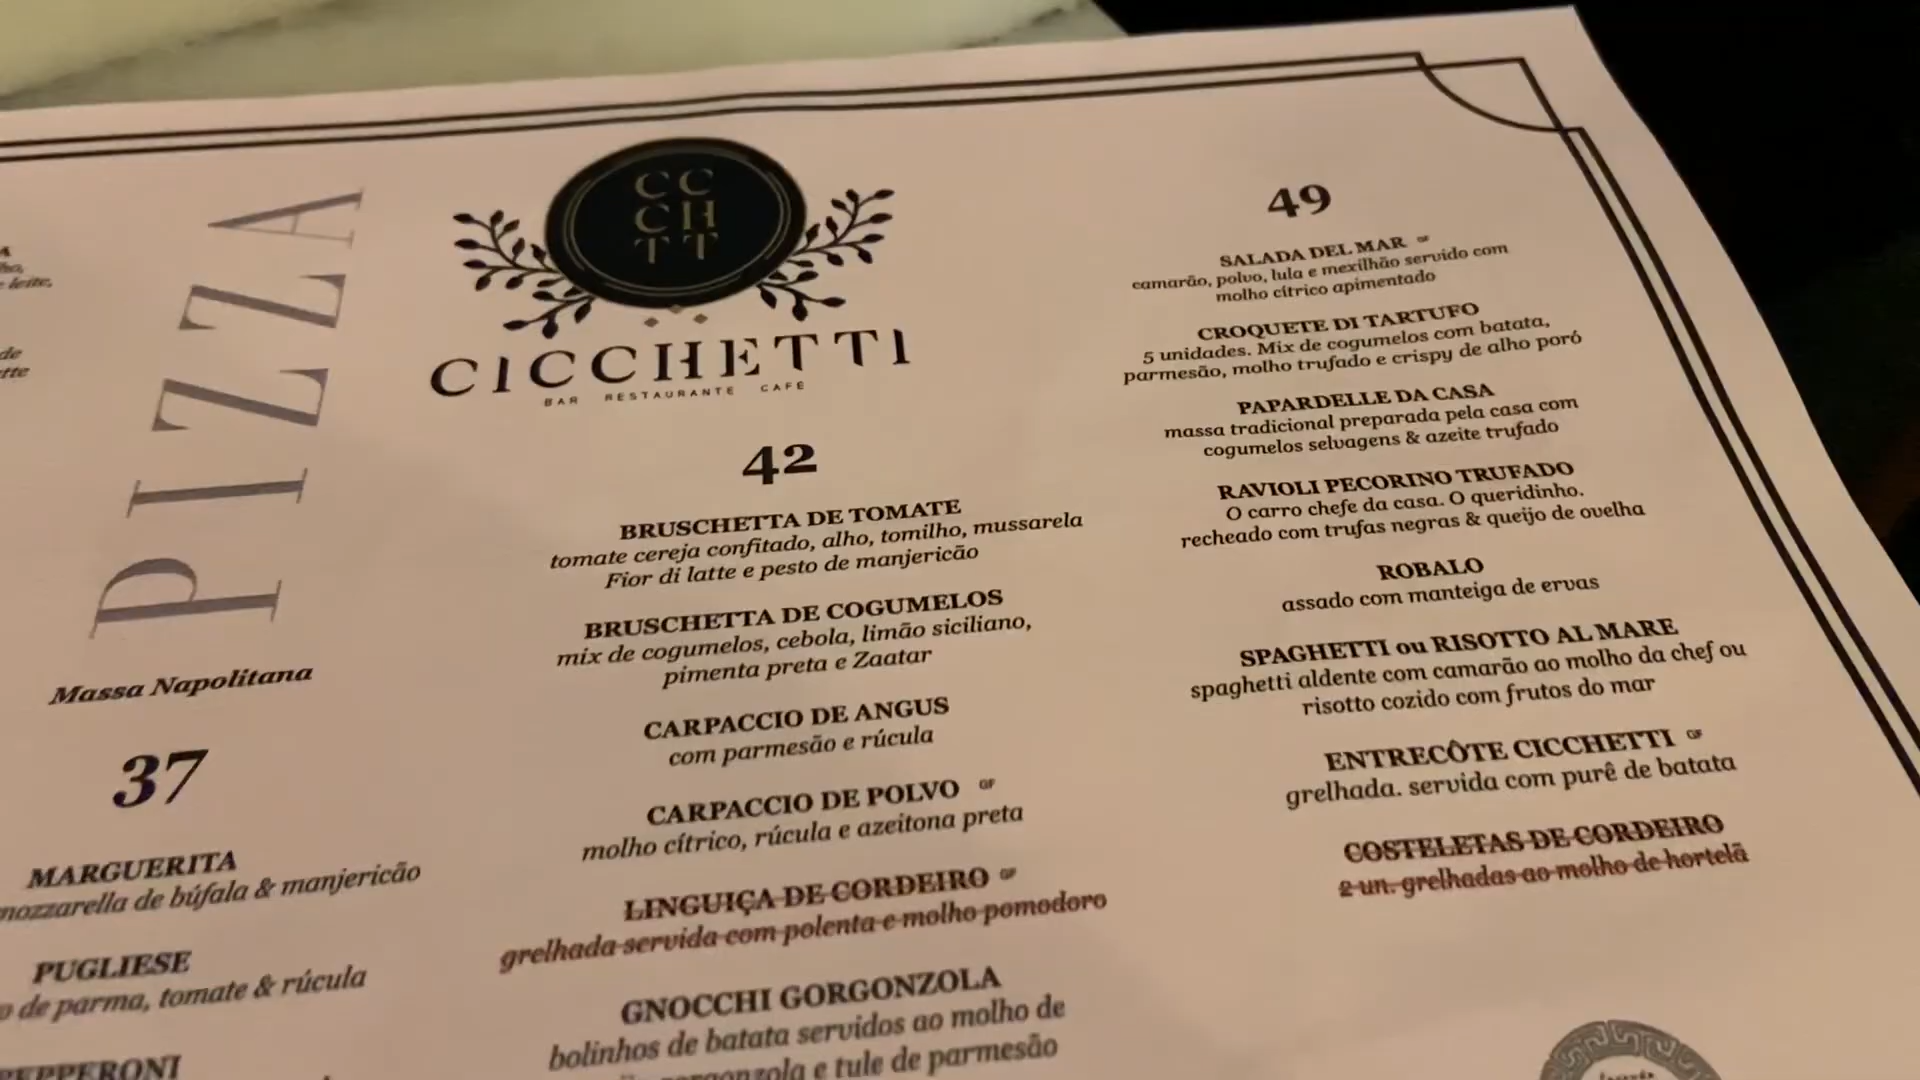 leite,
de
PIZZA
Massa Napolitana
37
MARGUERITA
mozzarella de búfala & manjericão
PUGLIESE
de parma, tomate & rúcula
PEPPERONI
CC
CH
TT
CICCHETTI
BAR RESTAURANTE CAFÉ
42
BRUSCHETTA DE TOMATE
tomate cereja confitado, alho, tomilho, mussarela
Fior di latte e pesto de manjericão
BRUSCHETTA DE COGUMELOS
mix de cogumelos, cebola, limão siciliano,
pimenta preta e Zaatar
CARPACCIO DE ANGUS
com parmesão e rúcula
CARPACCIO DE POLVO GF
molho cítrico, rúcula e azeitona preta
LINGUIÇA DE CORDEIRO GF
grelhada servida com polenta e molho pomodoro
GNOCCHI GORGONZOLA
bolinhos de batata servidos ao molho de
gorgonzola e tule de parmesão
49
SALADA DEL MAR GF
camarão, polvo, lula e mexilhão servido com
molho cítrico apimentado
CROQUETE DI TARTUFO
5 unidades. Mix de cogumelos com batata,
parmesão, molho trufado e crispy de alho poró
PAPARDELLE DA CASA
massa tradicional preparada pela casa com
cogumelos selvagens & azeite trufado
RAVIOLI PECORINO TRUFADO
O carro chefe da casa. O queridinho.
recheado com trufas negras & queijo de ovelha
ROBALO
assado com manteiga de ervas
SPAGHETTI ou RISOTTO AL MARE
spaghetti aldente com camarão ao molho da chef ou
risotto cozido com frutos do mar
ENTRECÔTE CICCHETTI GF
grelhada. servida com purê de batata
COSTELETAS DE CORDEIRO
2 un. grelhadas ao molho de hortelã